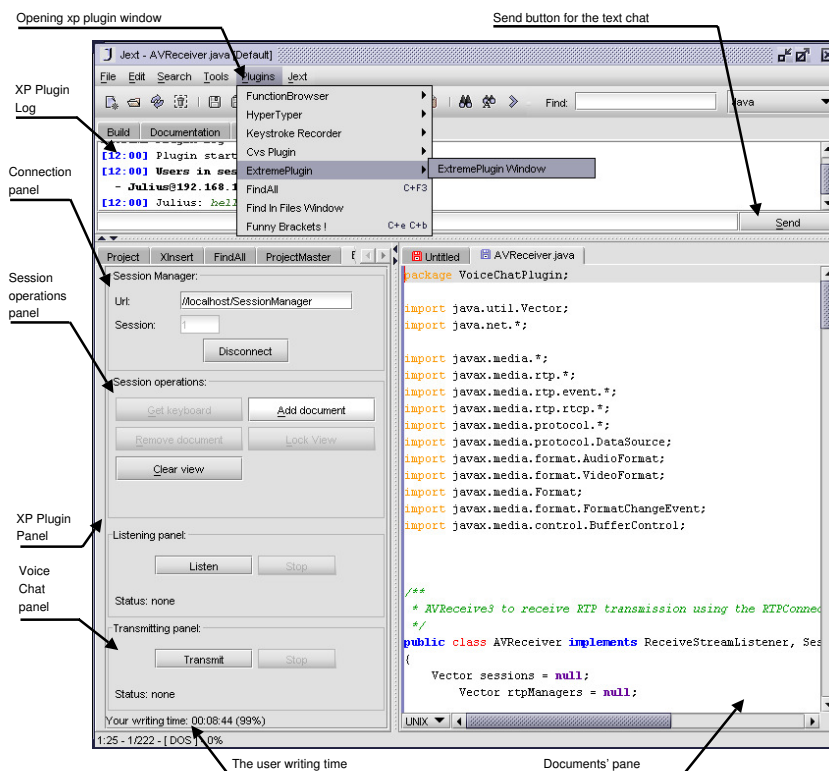 Opening xp plugin window
Send button for the text chat
Jext - AVReceiver.java [Default]
File Edit Search Tools Plugins Jext
XP Plugin
Log
Find:
Java
FunctionBrowser
HyperTyper
Keystroke Recorder
Cvs Plugin
ExtremePlugin
ExtremePlugin Window
FindAll C+F3
Find In Files Window
Funny Brackets ! C+e C+b
Build Documentation
[12:00] Plugin start
[12:00] Users in ses
- Julius@192.168.1
[12:00] Julius: hell
Send
Connection
panel
Project XInsert FindAll ProjectMaster E
Untitled AVReceiver.java
Session Manager:
Url: //localhost/SessionManager
Session: 1
Disconnect
Session
operations
panel
Session operations:
Get keyboard Add document
Remove document Lock View
Clear view
XP Plugin
Panel
Listening panel:
Listen Stop
Status: none
Voice
Chat
panel
Transmitting panel:
Transmit Stop
Status: none
Your writing time: 00:08:44 (99%)
package VoiceChatPlugin;
import java.util.Vector;
import java.net.*;
import javax.media.*;
import javax.media.rtp.*;
import javax.media.rtp.event.*;
import javax.media.rtp.rtcp.*;
import javax.media.protocol.*;
import javax.media.protocol.DataSource;
import javax.media.format.AudioFormat;
import javax.media.format.VideoFormat;
import javax.media.Format;
import javax.media.format.FormatChangeEvent;
import javax.media.control.BufferControl;
/**
* AVReceive3 to receive RTP transmission using the RTPConnec
*/
public class AVReceiver implements ReceiveStreamListener, Ses
{
Vector sessions = null;
Vector rtpManagers = null;
UNIX
1:25 - 1/222 - [ DOS ] - 0%
The user writing time
Documents' pane